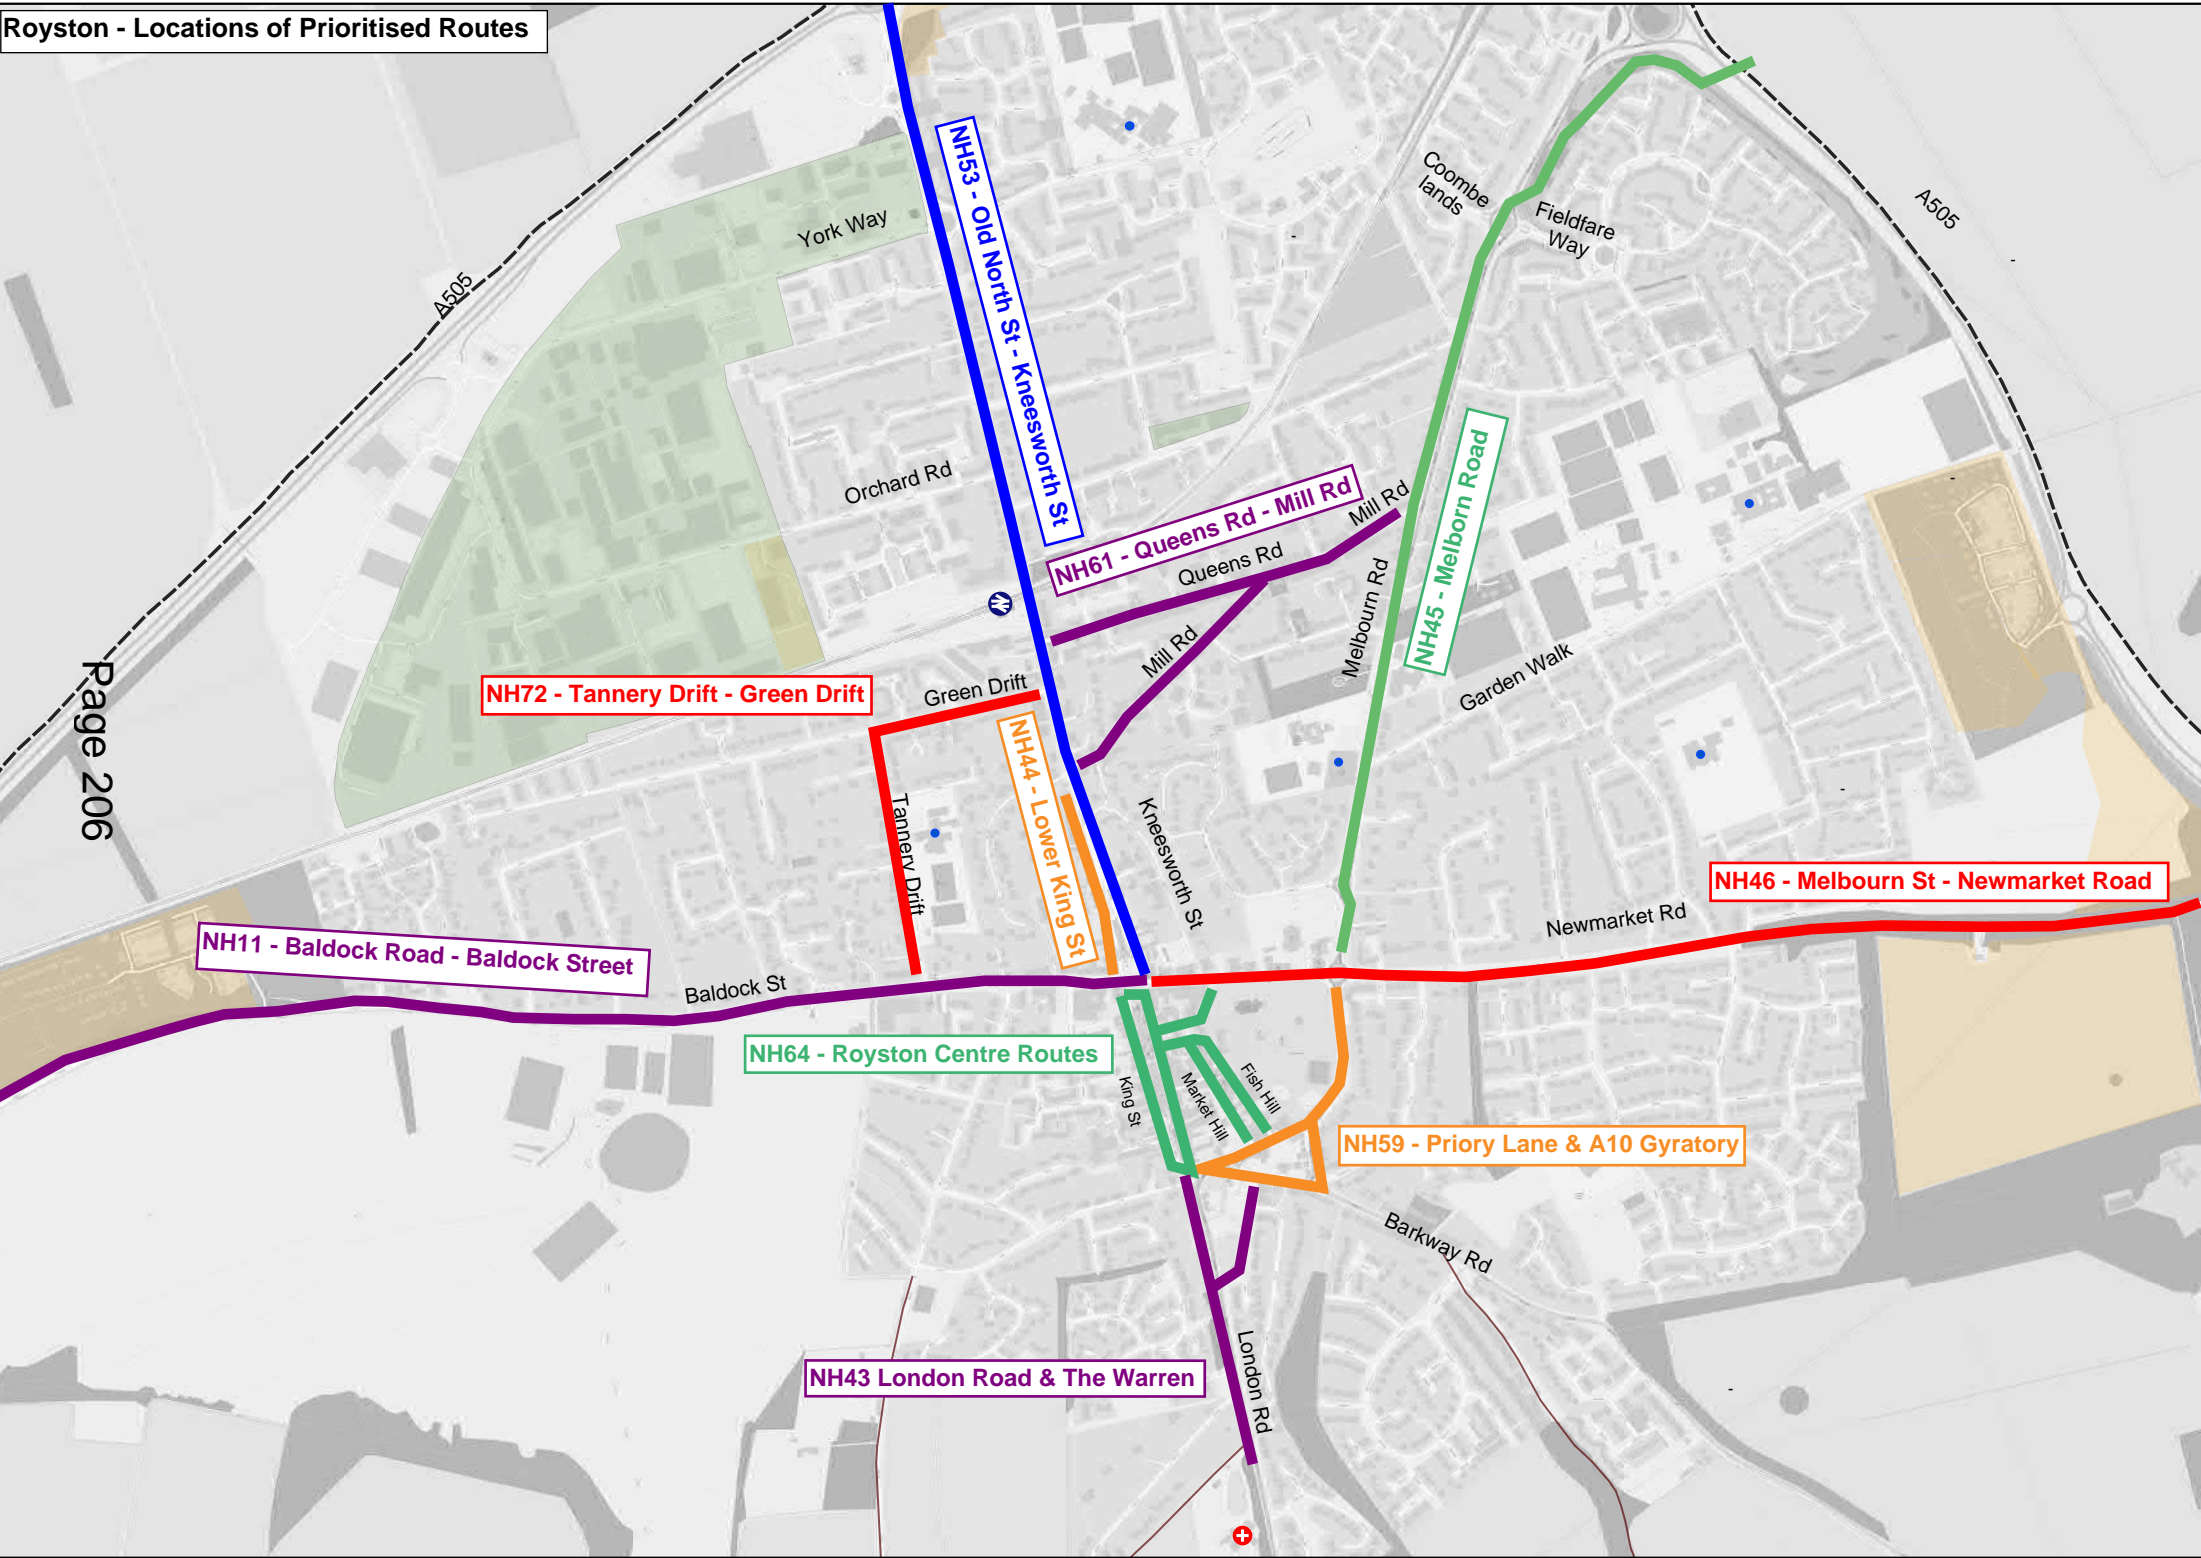 Royston - Locations of Prioritised Routes
NH53 - Old North St - Kneesworth St
York Way
Coombe
lands
Fieldfare
Way
A505
A505
Orchard Rd
NH61 - Queens Rd - Mill Rd
Mill Rd
Queens Rd
NH45 - Melborn Road
Melbourn Rd
Mill Rd
Garden Walk
Page 206
NH72 - Tannery Drift - Green Drift
Green Drift
NH44 - Lower King St
Tannery Drift
Kneesworth St
NH46 - Melbourn St - Newmarket Road
Newmarket Rd
NH11 - Baldock Road - Baldock Street
Baldock St
NH64 - Royston Centre Routes
King St
Market Hill
Fish Hill
NH59 - Priory Lane & A10 Gyratory
Barkway Rd
NH43 London Road & The Warren
London Rd